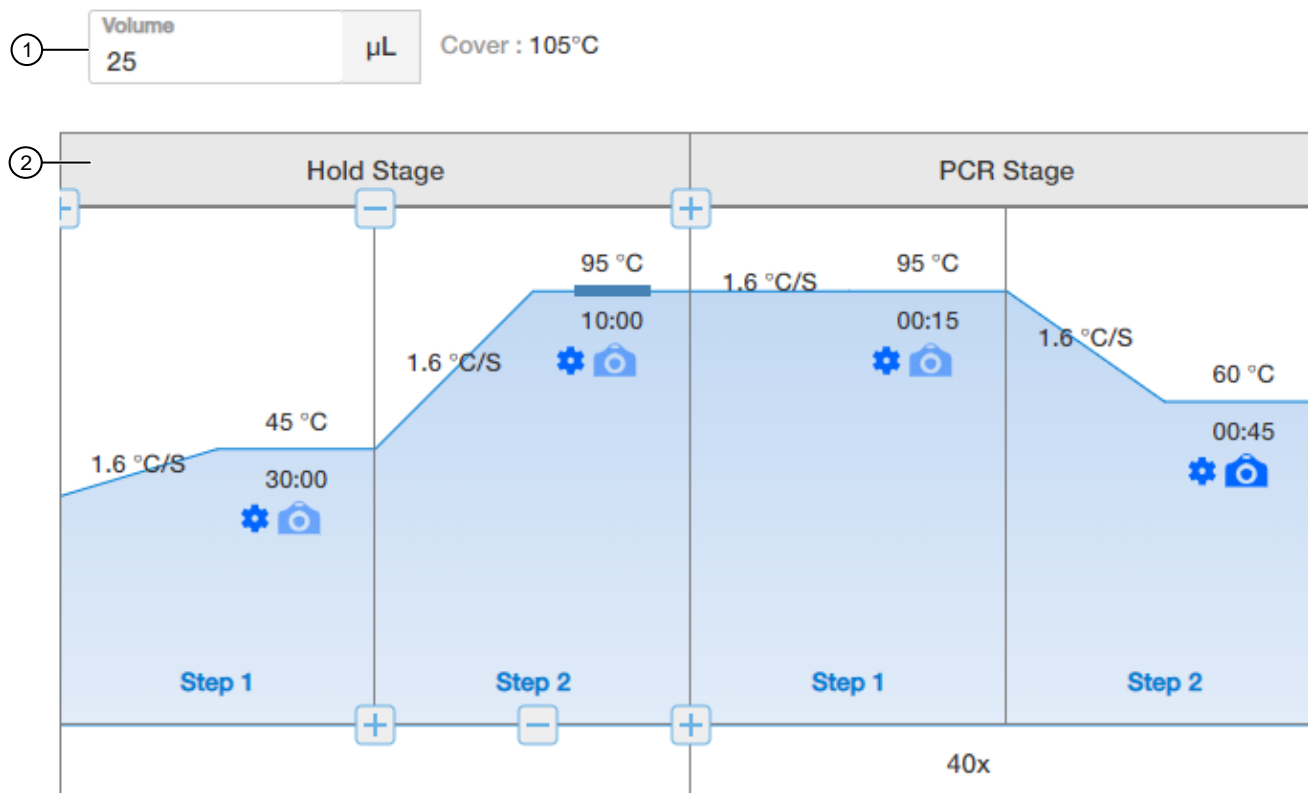 1
Volume
25
µL
Cover : 105°C
2
Hold Stage
PCR Stage
1.6 °C/S
45 °C
30:00
Step 1
1.6 °C/S
95 °C
10:00
Step 2
1.6 °C/S
95 °C
00:15
Step 1
1.6 °C/S
60 °C
00:45
Step 2
40x